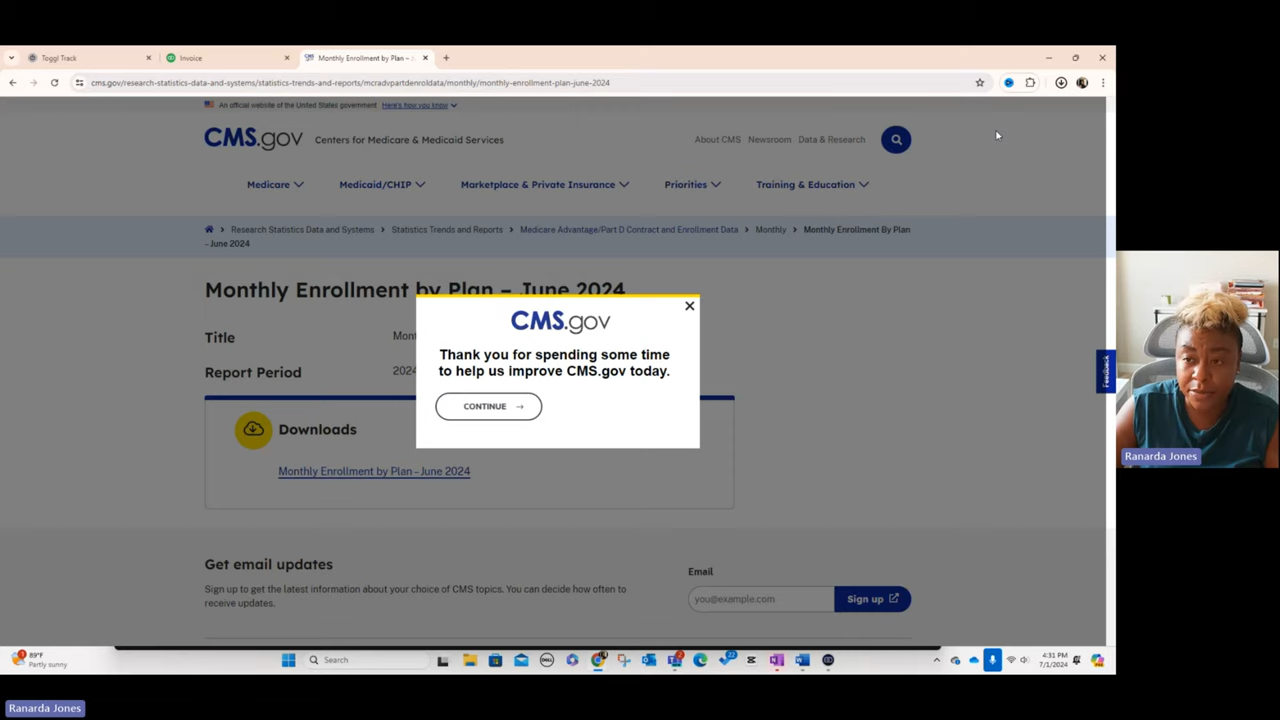 Toggl Track
Invoice
Monthly Enrollment by Plan –
cms.gov/research-statistics-data-and-systems/statistics-trends-and-reports/mcradvpartdenroldata/monthly/monthly-enrollment-plan-june-2024
An official website of the United States government Here's how you know
CMS.gov Centers for Medicare & Medicaid Services
About CMS Newsroom Data & Research
Medicare Medicaid/CHIP Marketplace & Private Insurance Priorities Training & Education
Research Statistics Data and Systems Statistics Trends and Reports Medicare Advantage/Part D Contract and Enrollment Data Monthly Monthly Enrollment By Plan
– June 2024
Monthly Enrollment by Plan – June 2024
CMS.gov
Title Mont
Thank you for spending some time
to help us improve CMS.gov today.
Report Period 2024
CONTINUE →
Feedback
Downloads
Monthly Enrollment by Plan – June 2024
Ranarda Jones
Get email updates
Sign up to get the latest information about your choice of CMS topics. You can decide how often to
receive updates.
Email
you@example.com
Sign up
1
89°F
Partly sunny
Search
DELL
2
22
4:31 PM
7/1/2024
Ranarda Jones